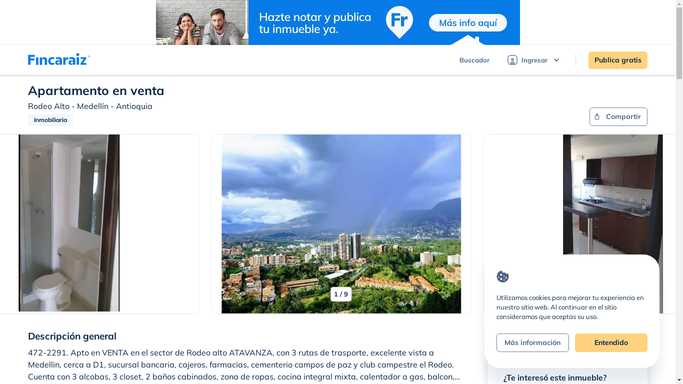 Hazte notar y publica
tu inmueble ya.
Fr
Más info aquí
Fincaraiz
Buscador
Ingresar
Publica gratis
Apartamento en venta
Rodeo Alto - Medellín - Antioquia
Inmobiliaria
Compartir
1 / 9
Utilizamos cookies para mejorar tu experiencia en
nuestro sitio web. Al continuar en el sitio
consideramos que aceptas su uso.
Más información
Entendido
Descripción general
472-2291. Apto en VENTA en el sector de Rodeo alto ATAVANZA, con 3 rutas de trasporte, excelente vista a
Medellín, cerca a D1, sucursal bancaria, cajeros, farmacias, cementerio campos de paz y club campestre el Rodeo.
Cuenta con 3 alcobas, 3 closet, 2 baños cabinados, zona de ropas, cocina integral mixta, calentador a gas, balcon,...
¿Te interesó este inmueble?